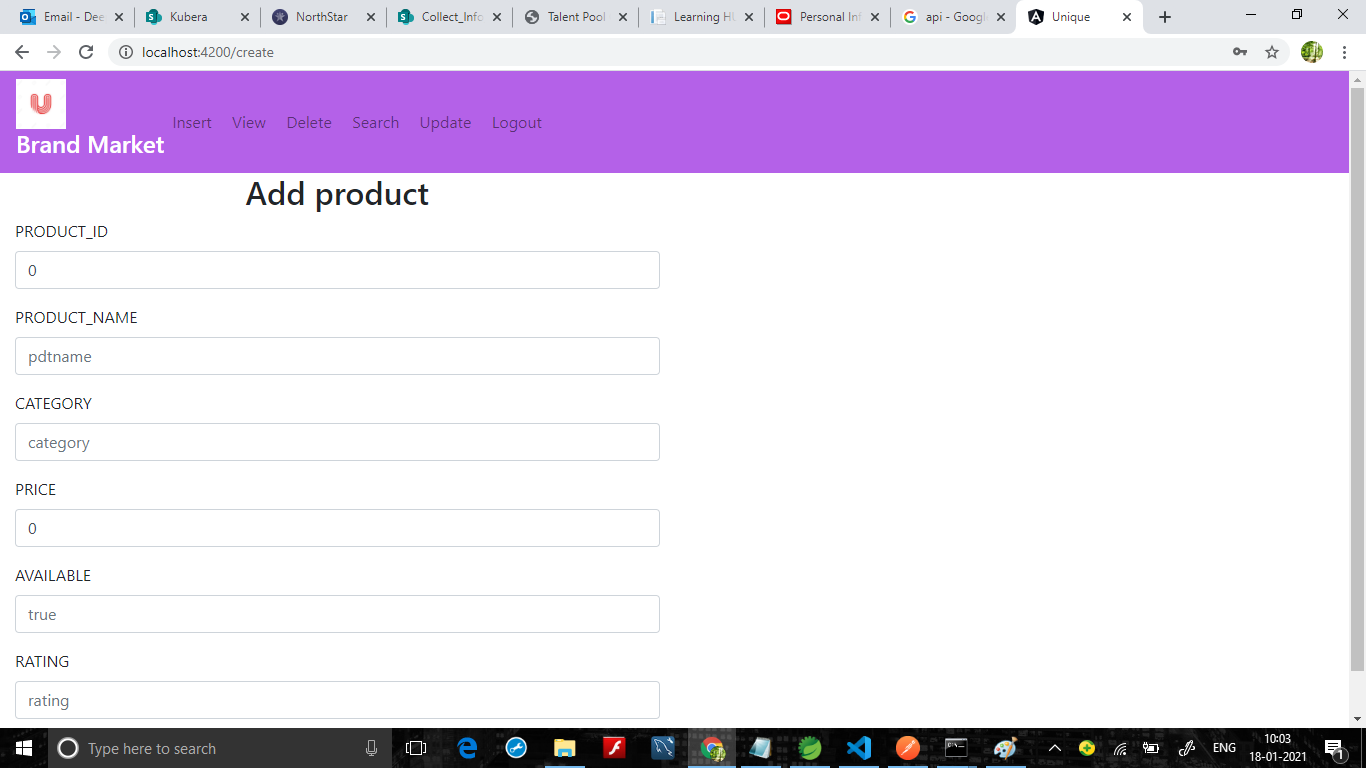 Email - Dee
Kubera
NorthStar
Collect_Info
Talent Pool
Learning Hu
Personal Inf
api - Google
Unique
localhost:4200/create
U
Brand Market
Insert View Delete Search Update Logout
Add product
PRODUCT_ID
0
PRODUCT_NAME
pdtname
CATEGORY
category
PRICE
0
AVAILABLE
true
RATING
rating
Type here to search
ENG
10:03
18-01-2021
1